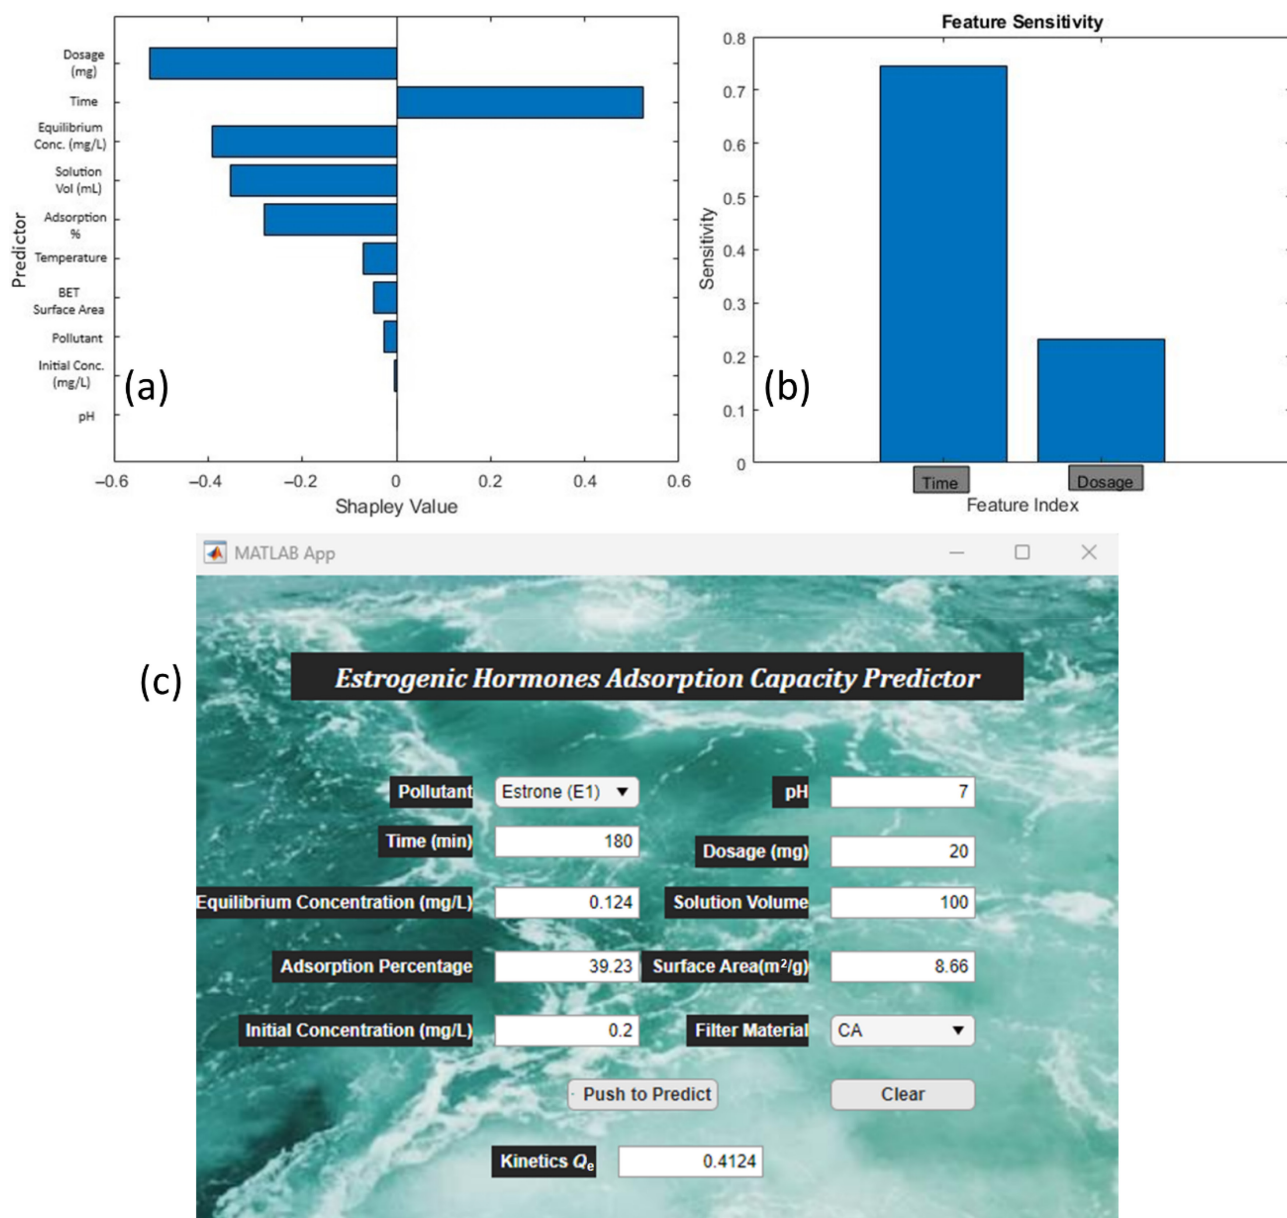 Dosage
(mg)
Time
Equilibrium
Conc. (mg/L)
Solution
Vol (mL)
Adsorption
%
Temperature
BET
Surface Area
Pollutant
Initial Conc.
(mg/L)
pH
Predictor
(a)
−0.6 −0.4 −0.2 0 0.2 0.4 0.6
Shapley Value
Feature Sensitivity
0.8
0.7
0.6
0.5
0.4
0.3
0.2
0.1
0
Sensitivity
(b)
Time Dosage
Feature Index
MATLAB App
(c)
Estrogenic Hormones Adsorption Capacity Predictor
Pollutant Estrone (E1) pH 7
Time (min) 180 Dosage (mg) 20
Equilibrium Concentration (mg/L) 0.124 Solution Volume 100
Adsorption Percentage 39.23 Surface Area(m²/g) 8.66
Initial Concentration (mg/L) 0.2 Filter Material CA
Push to Predict Clear
Kinetics Qe 0.4124